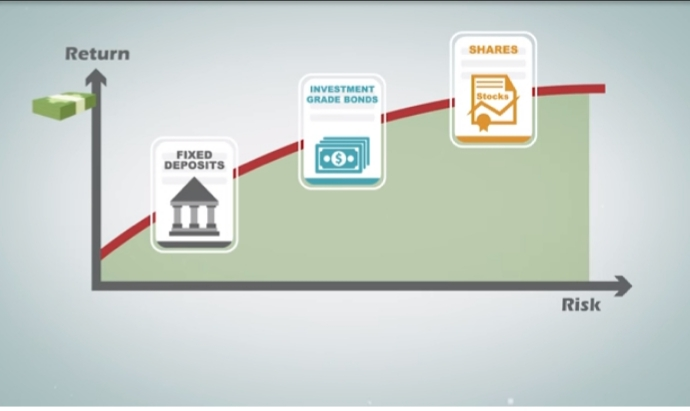 Return
SHARES
Stocks
INVESTMENT
GRADE BONDS
$
FIXED
DEPOSITS
Risk